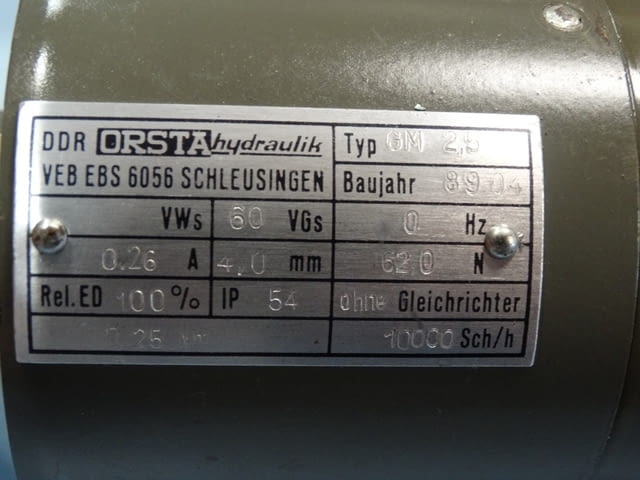 DDR ORSTA hydraulik Typ GM 2,5
VEB EBS 6056 SCHLEUSINGEN Baujahr 89 04
VWs 60 VGs 0 Hz
0.26 A 4,0 mm 62.0 N
Rel.ED 100% IP 54 ohne Gleichrichter
25 10000 Sch/h